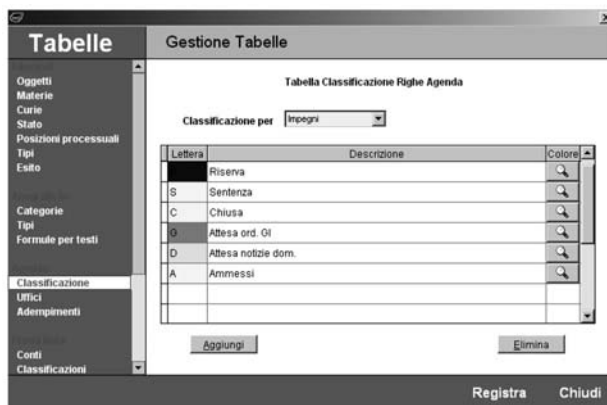 Tabelle
Gestione Tabelle
Oggetti
Materie
Curie
Stato
Posizioni processuali
Tipi
Esito
Categorie
Tipi
Formule per testi
Classificazione
Uffici
Adempimenti
Conti
Classificazioni
Tabella Classificazione Righe Agenda
Classificazione per Impegni
Lettera Descrizione Colore
Riserva
S Sentenza
C Chiusa
G Attesa ord. GI
D Attesa notizie dom.
A Ammessi
Aggiungi Elimina
Registra Chiudi